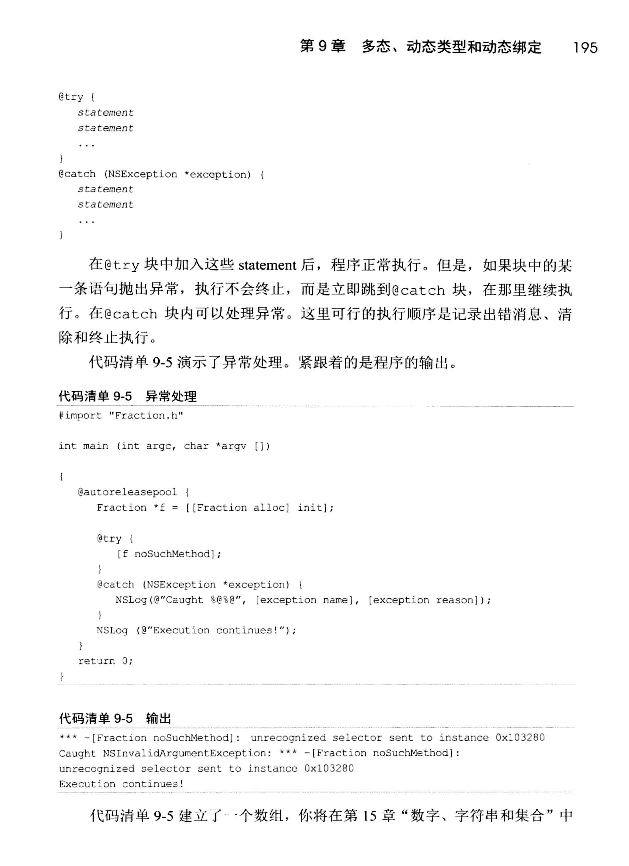 第 9 章 多态、动态类型和动态绑定 195
@try {
statement
statement
...
}
@catch (NSException *exception) {
statement
statement
...
}
在@try 块中加入这些 statement 后，程序正常执行。但是，如果块中的某
一条语句抛出异常，执行不会终止，而是立即跳到@catch 块，在那里继续执
行。在@catch 块内可以处理异常。这里可行的执行顺序是记录出错消息、清
除和终止执行。
代码清单 9-5 演示了异常处理。紧跟着的是程序的输出。
代码清单 9-5 异常处理
#import "Fraction.h"
int main (int argc, char *argv [])
{
@autoreleasepool {
Fraction *f = [[Fraction alloc] init];
@try {
[f noSuchMethod];
}
@catch (NSException *exception) {
NSLog(@"Caught %@%@", [exception name], [exception reason]);
}
NSLog (@"Execution continues!");
}
return 0;
}
代码清单 9-5 输出
*** -[Fraction noSuchMethod]: unrecognized selector sent to instance 0x103280
Caught NSInvalidArgumentException: *** -[Fraction noSuchMethod]:
unrecognized selector sent to instance 0x103280
Execution continues!
代码清单 9-5 建立了一个数组，你将在第 15 章“数字、字符串和集合”中